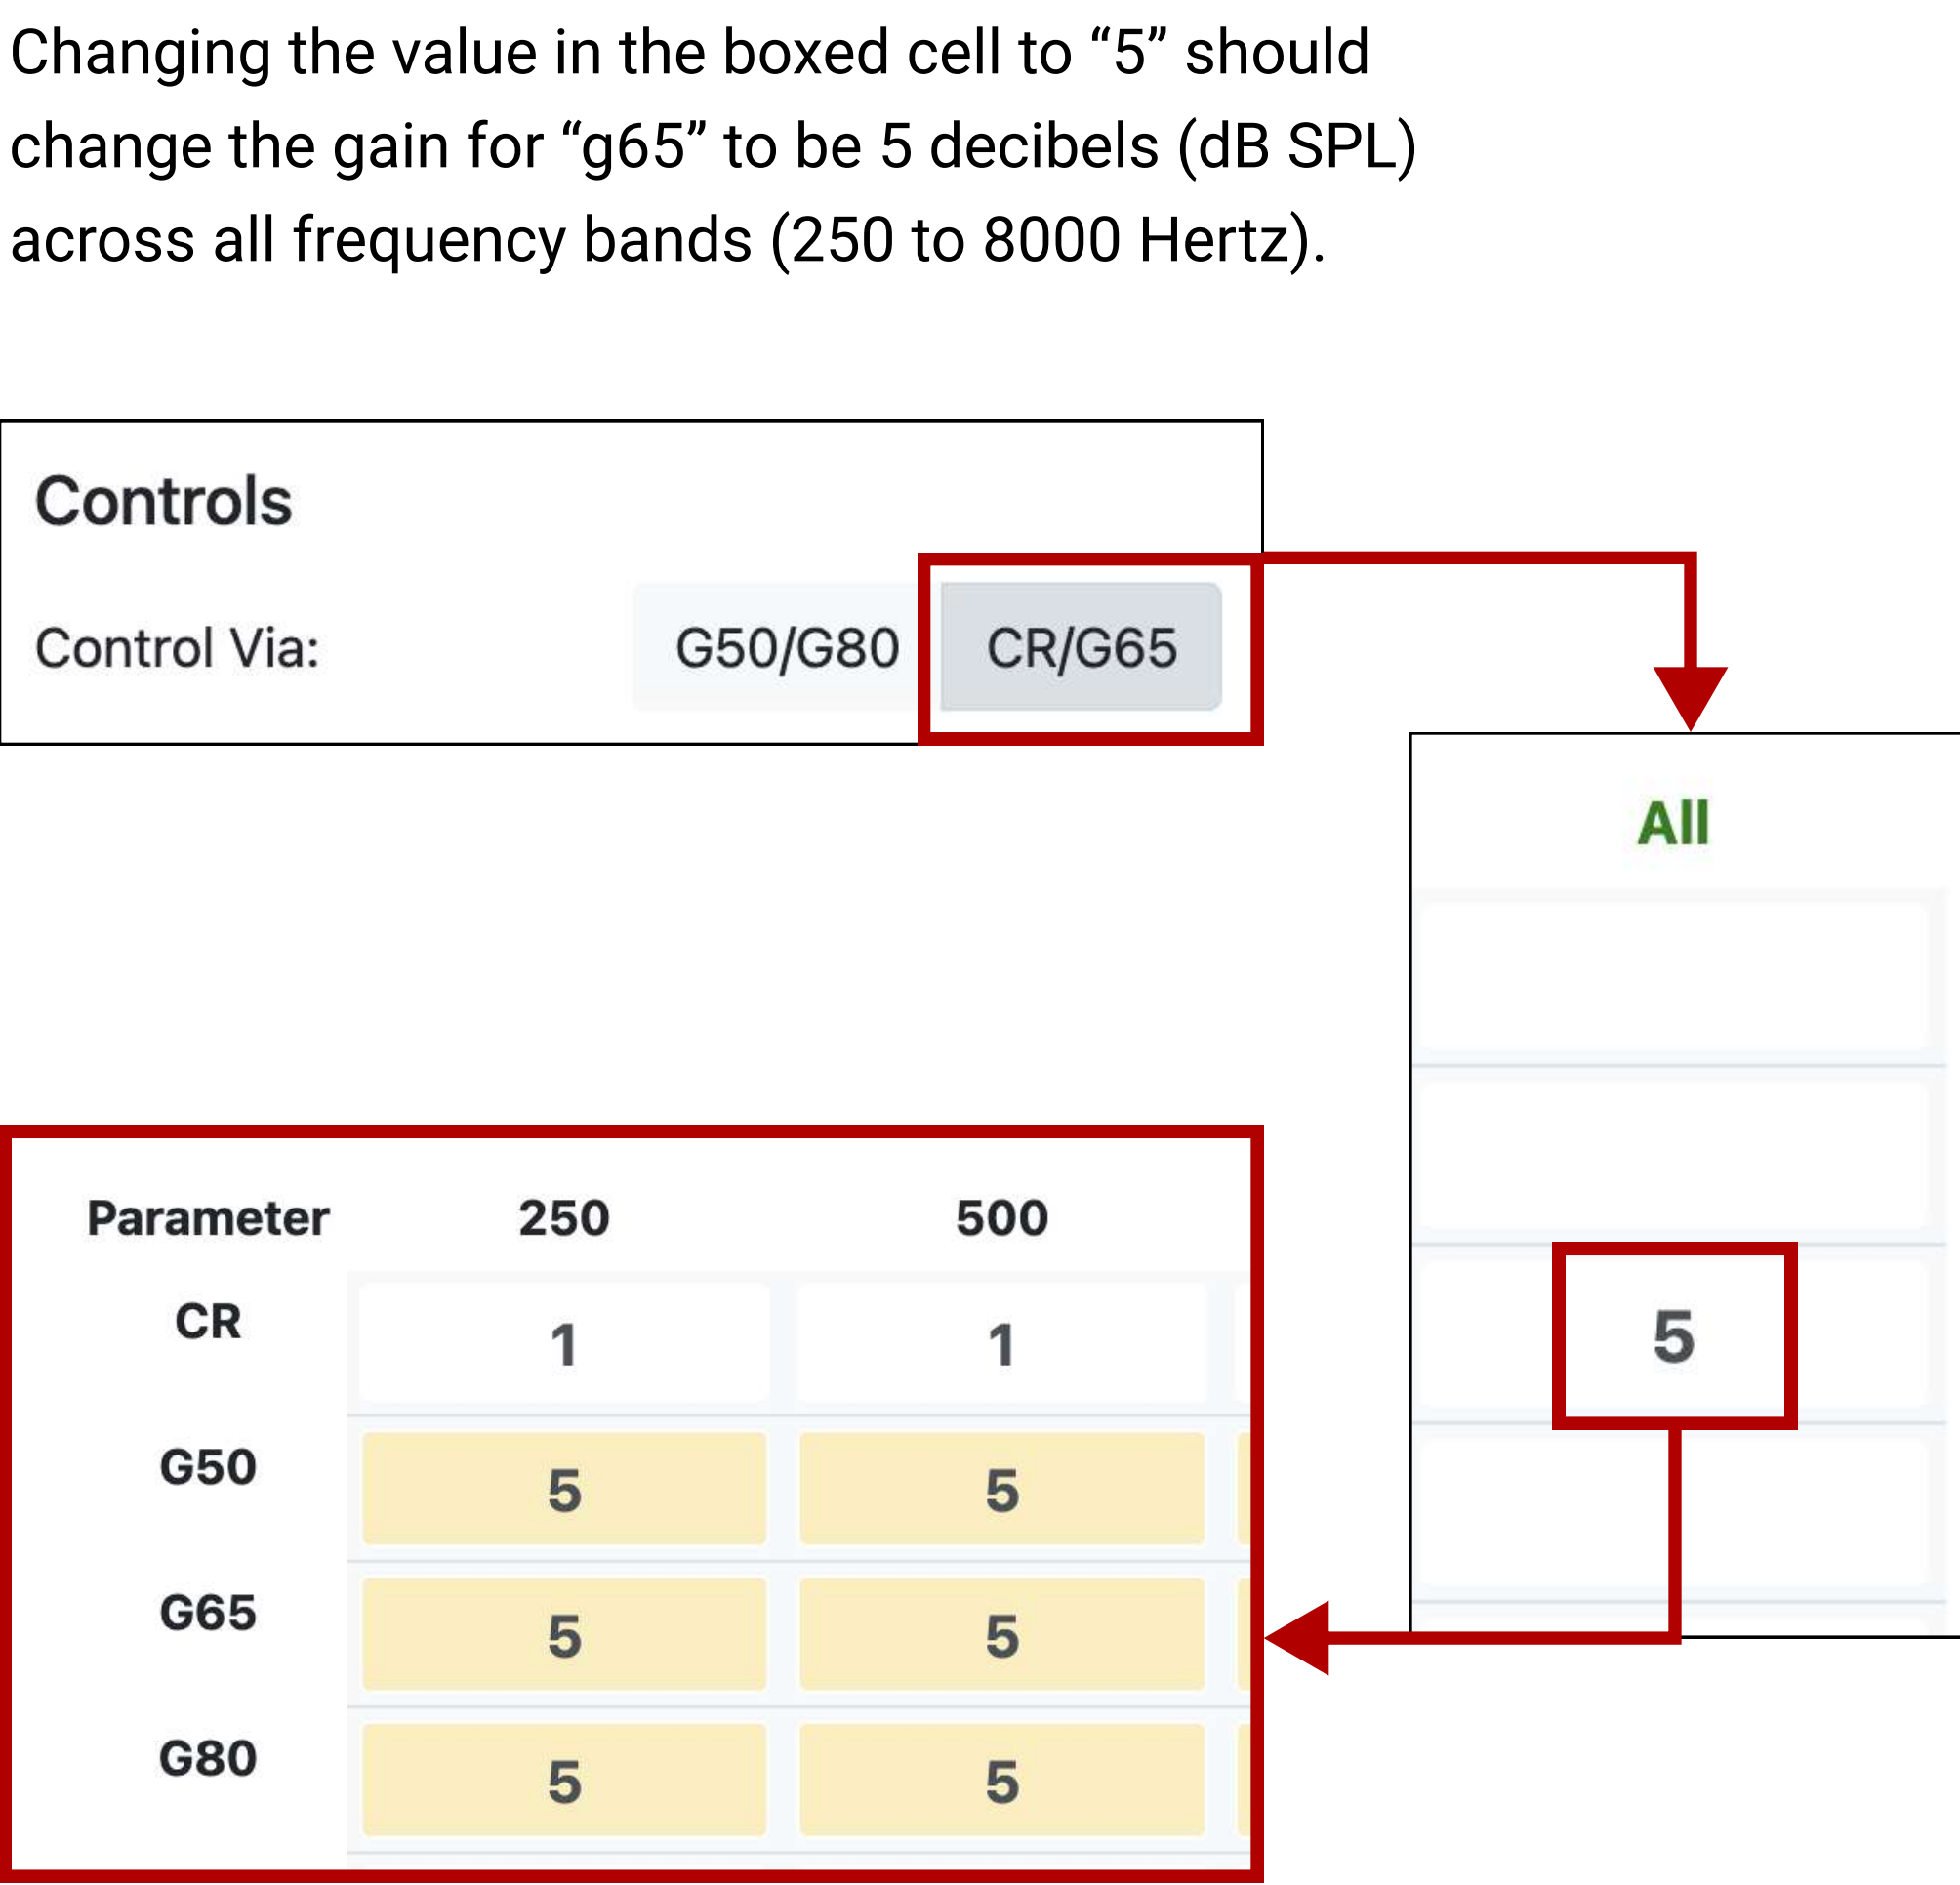 Changing the value in the boxed cell to “5” should
change the gain for “g65” to be 5 decibels (dB SPL)
across all frequency bands (250 to 8000 Hertz).
Controls
Control Via: G50/G80 CR/G65
All
5
Parameter 250 500
CR 1 1
G50 5 5
G65 5 5
G80 5 5